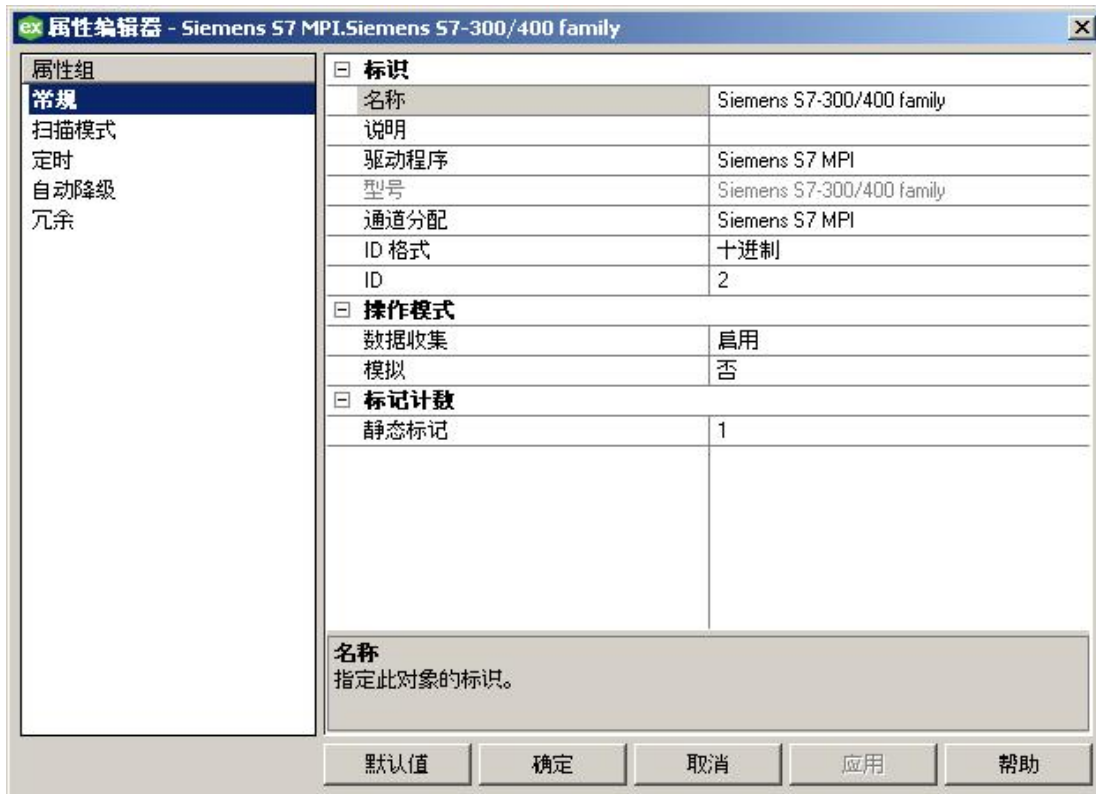 ex 属性编辑器 - Siemens S7 MPI.Siemens S7-300/400 family
属性组
常规
扫描模式
定时
自动降级
冗余
标识
名称 Siemens S7-300/400 family
说明
驱动程序 Siemens S7 MPI
型号 Siemens S7-300/400 family
通道分配 Siemens S7 MPI
ID 格式 十进制
ID 2
操作模式
数据收集 启用
模拟 否
标记计数
静态标记 1
名称
指定此对象的标识。
默认值 确定 取消 应用 帮助